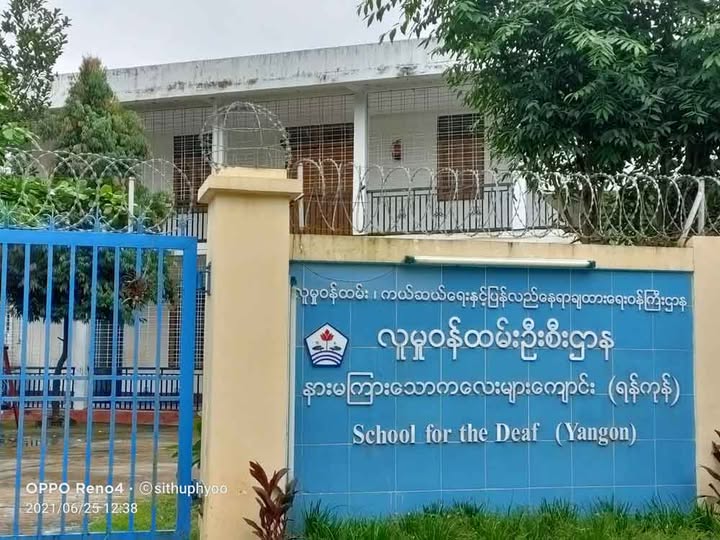 လူမှုဝန်ထမ်း ၊ ကယ်ဆယ်ရေးနှင့်ပြန်လည်နေရာချထားရေးဝန်ကြီးဌာန
လူမှုဝန်ထမ်းဦးစီးဌာန
နားမကြားသောကလေးများကျောင်း (ရန်ကုန်)
School for the Deaf (Yangon)
OPPO Reno4 · ©sithuphyoo
2021/06/25 12:38